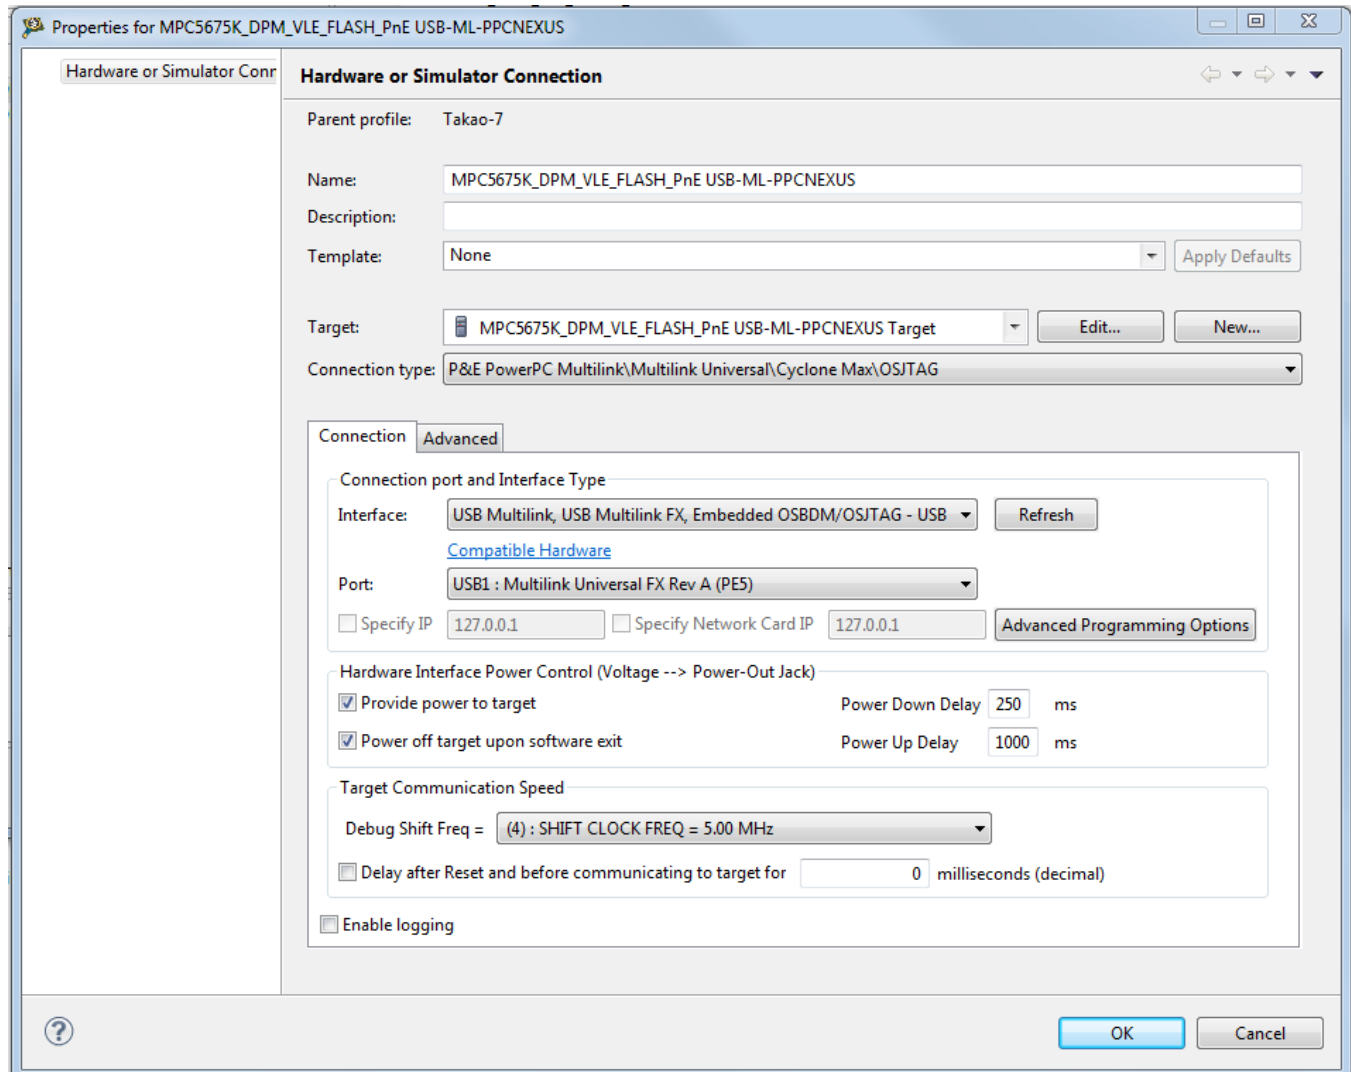 Properties for MPC5675K_DPM_VLE_FLASH_PnE USB-ML-PPCNEXUS
Hardware or Simulator Conr
Hardware or Simulator Connection
Parent profile: Takao-7
Name: MPC5675K_DPM_VLE_FLASH_PnE USB-ML-PPCNEXUS
Description:
Template: None Apply Defaults
Target: MPC5675K_DPM_VLE_FLASH_PnE USB-ML-PPCNEXUS Target Edit... New...
Connection type: P&E PowerPC Multilink\Multilink Universal\Cyclone Max\OSJTAG
Connection Advanced
Connection port and Interface Type
Interface: USB Multilink, USB Multilink FX, Embedded OSBDM/OSJTAG - USB Refresh
Compatible Hardware
Port: USB1 : Multilink Universal FX Rev A (PE5)
Specify IP 127.0.0.1 Specify Network Card IP 127.0.0.1 Advanced Programming Options
Hardware Interface Power Control (Voltage --> Power-Out Jack)
Provide power to target Power Down Delay 250 ms
Power off target upon software exit Power Up Delay 1000 ms
Target Communication Speed
Debug Shift Freq = (4) : SHIFT CLOCK FREQ = 5.00 MHz
Delay after Reset and before communicating to target for 0 milliseconds (decimal)
Enable logging
OK Cancel